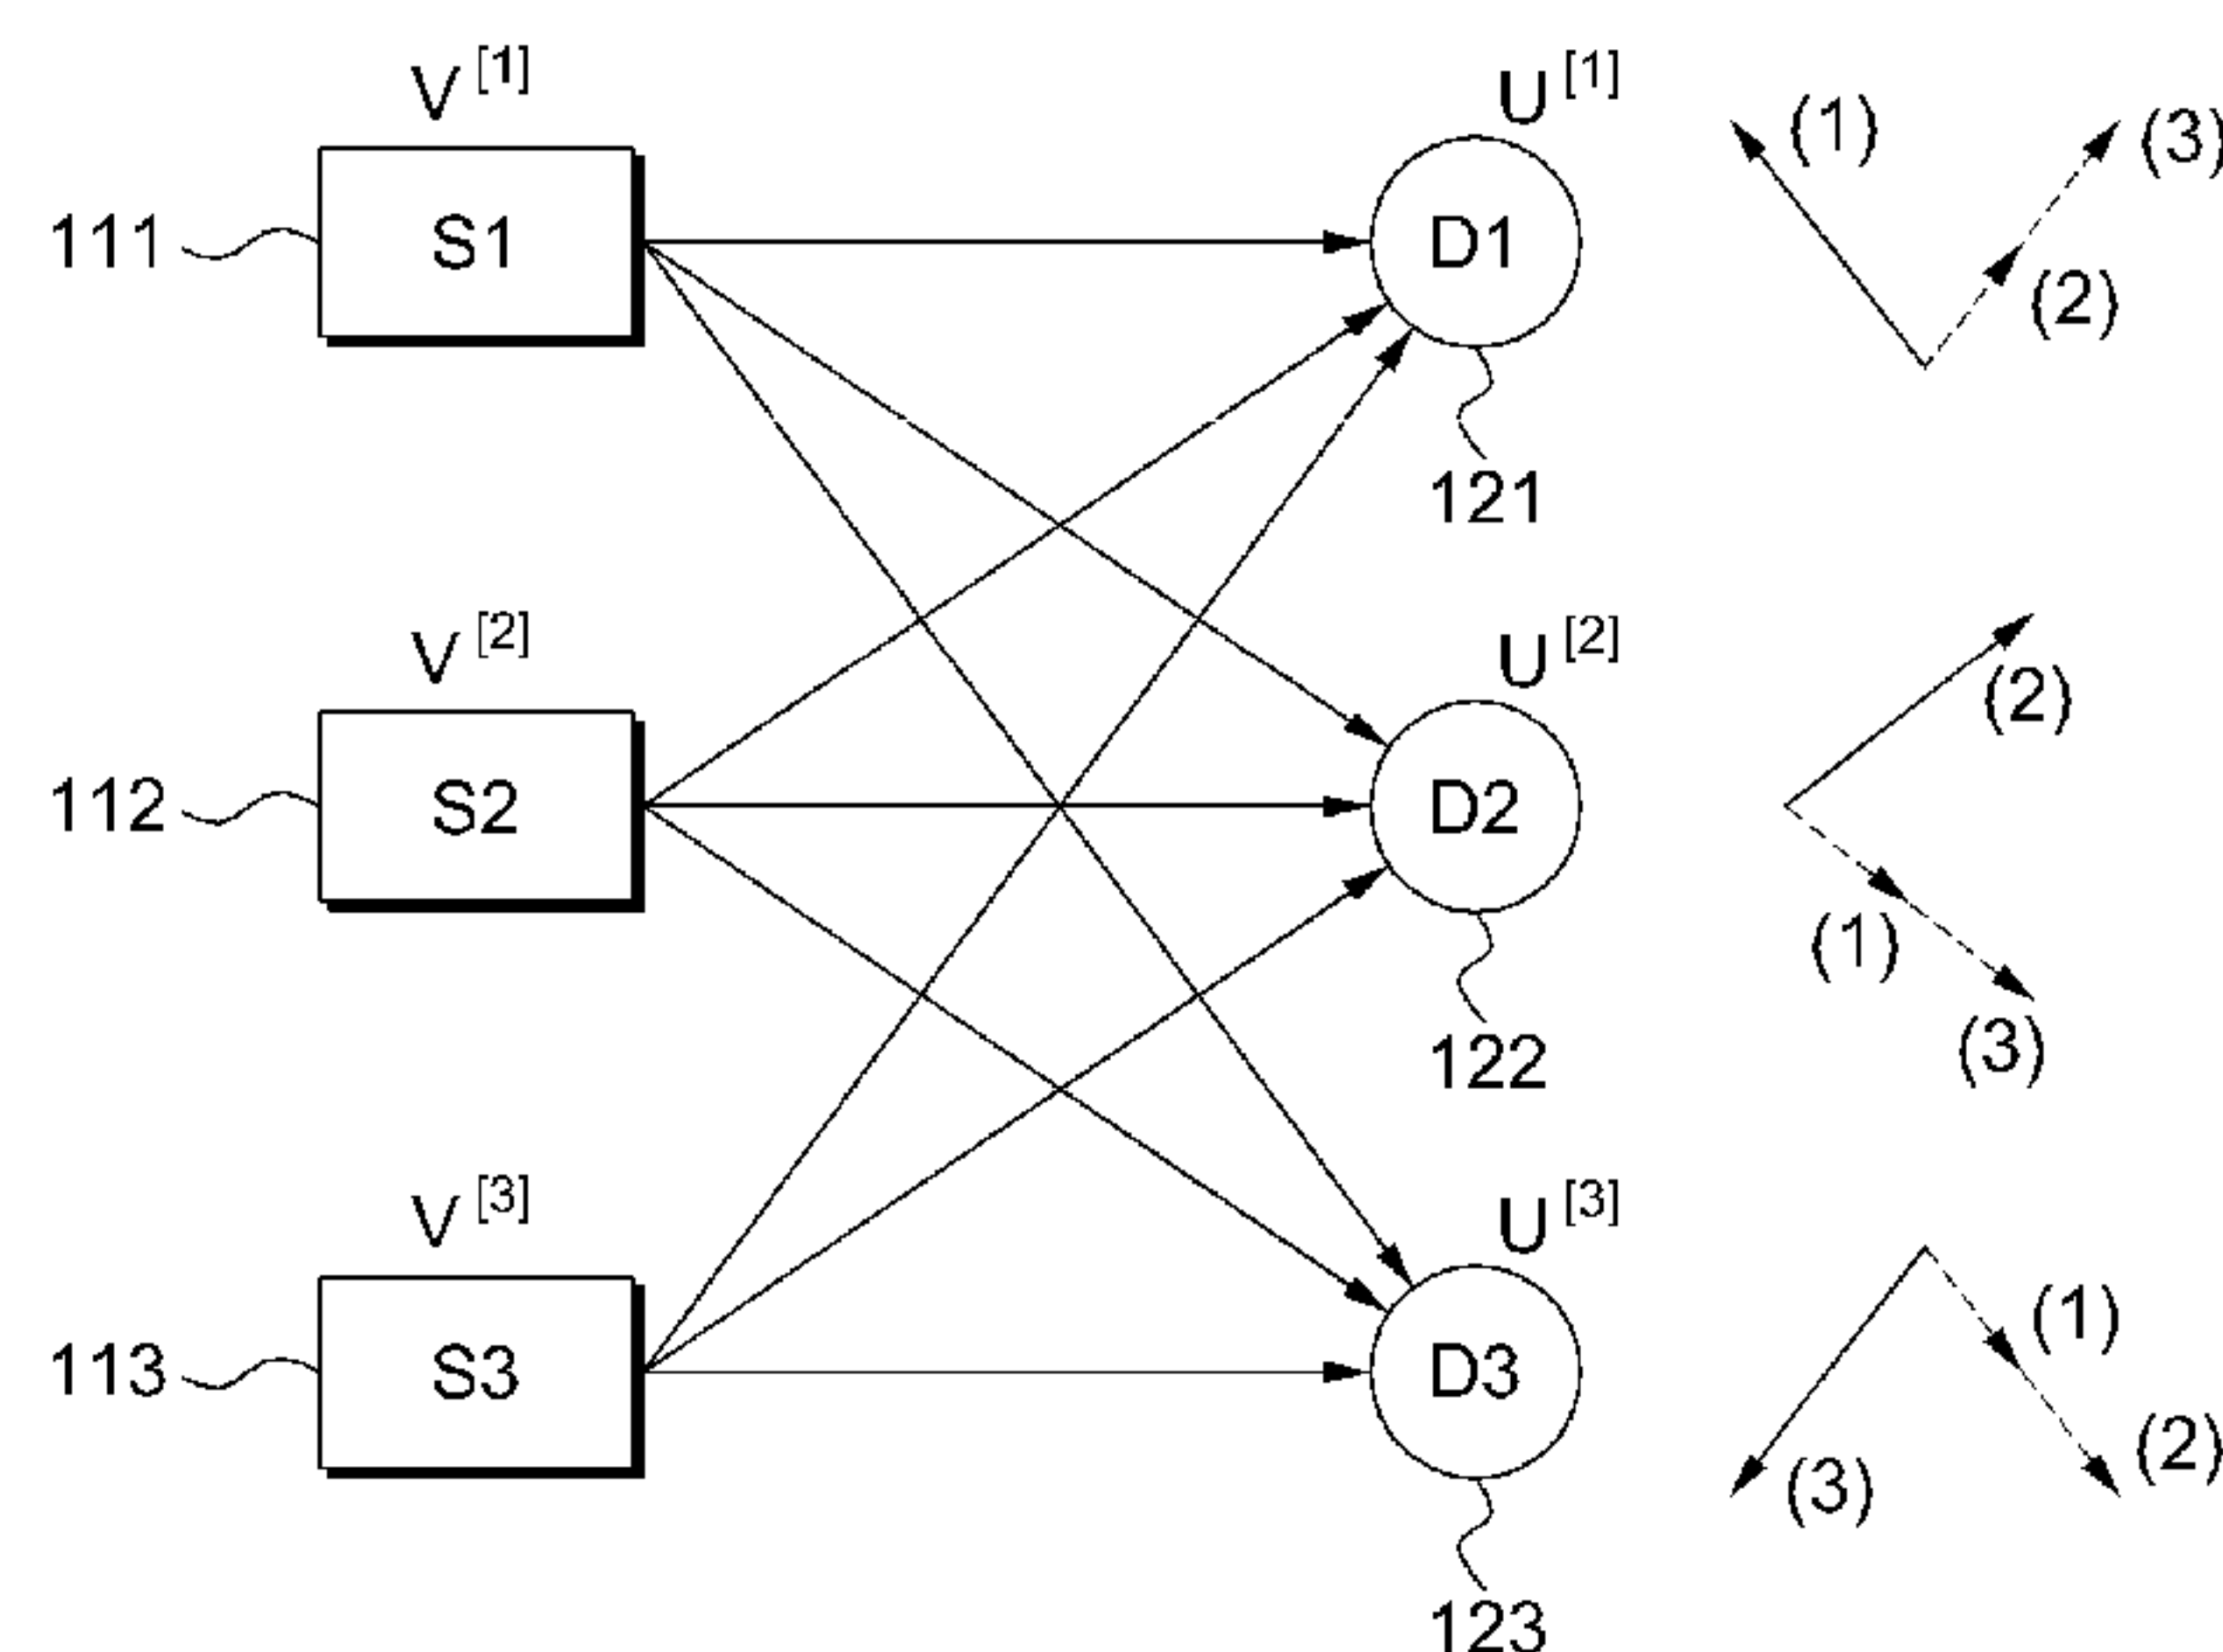 V[1]
U[1]
(1)
(3)
111
S1
D1
(2)
121
V[2]
U[2]
(2)
112
S2
D2
(1)
(3)
122
V[3]
U[3]
(1)
113
S3
D3
(2)
(3)
123